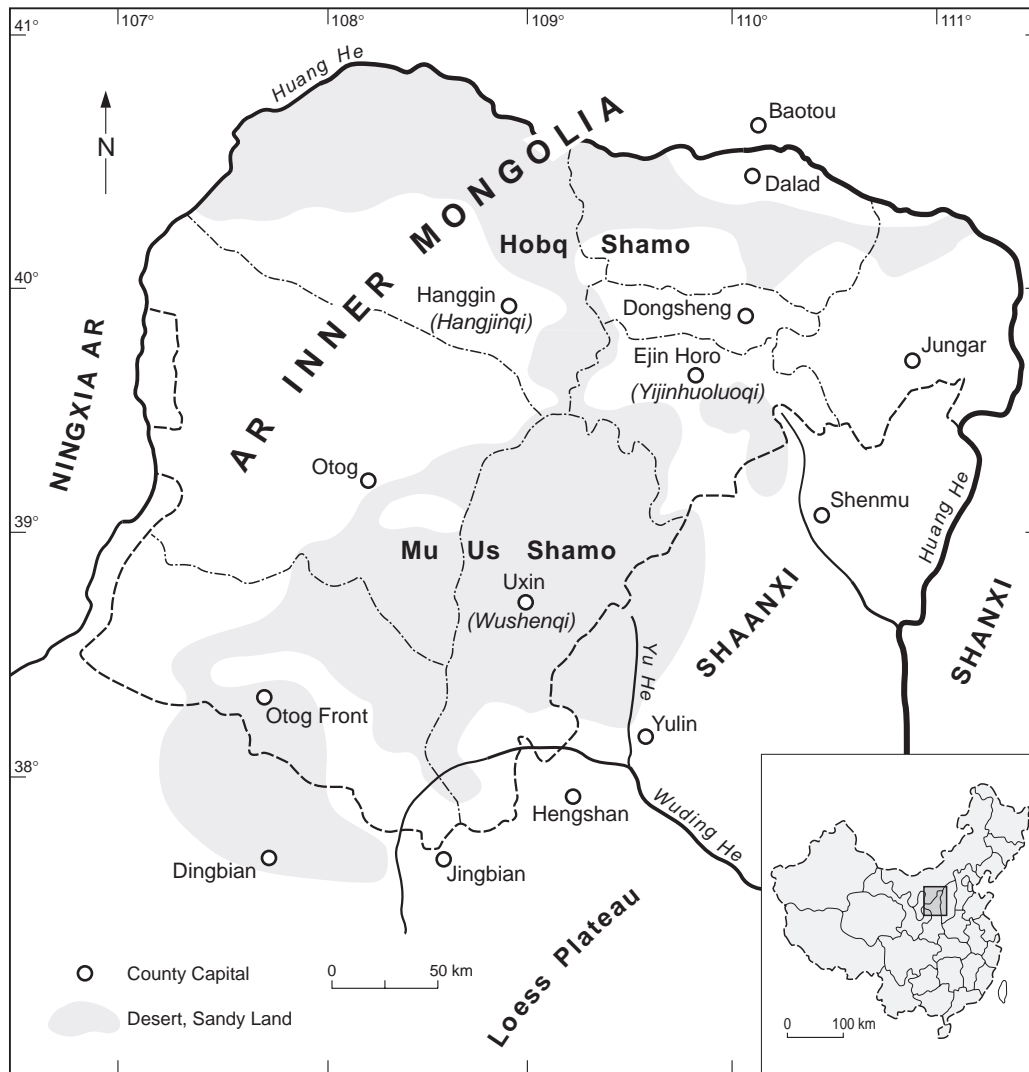 107°
108°
109°
110°
111°
41°
Huang He
Baotou
N
Dalad
AR INNER MONGOLIA
Hobq Shamo
40°
Hanggin
(Hangjinqi)
Dongsheng
NINGXIA AR
Ejin Horo
(Yijinhuoluoqi)
Jungar
Otog
Shenmu
Huang He
39°
Mu Us Shamo
Uxin
(Wushenqi)
SHAANXI
SHANXI
Yu He
Otog Front
Yulin
38°
Hengshan
Wuding He
Dingbian
Jingbian
Loess Plateau
County Capital
0 50 km
Desert, Sandy Land
0 100 km